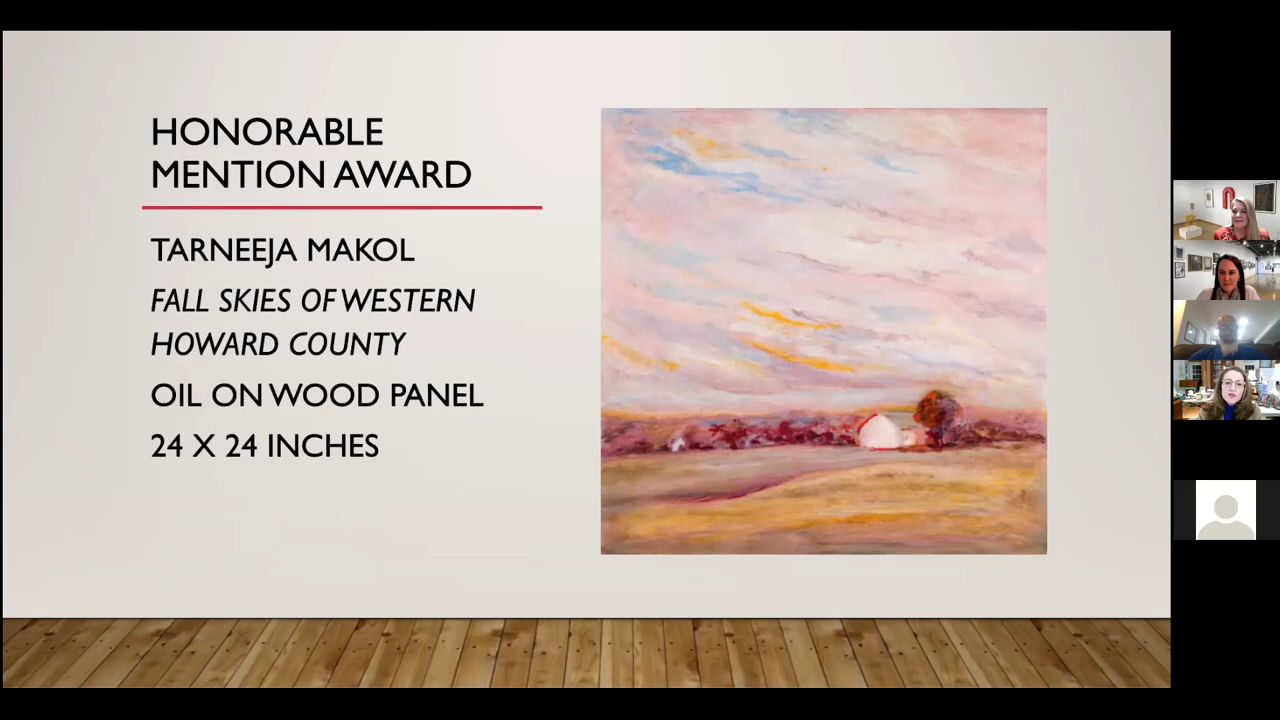 HONORABLE
MENTION AWARD
TARNEEJA MAKOL
FALL SKIES OF WESTERN
HOWARD COUNTY
OIL ON WOOD PANEL
24 X 24 INCHES